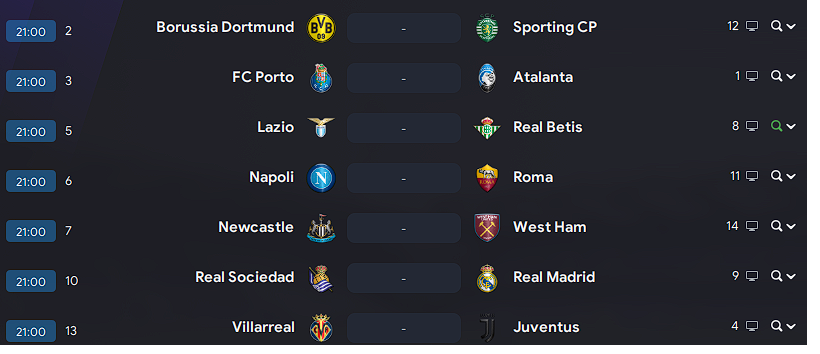 21:00 2 Borussia Dortmund BVB 09 - Sporting CP 12
21:00 3 FC Porto - Atalanta 1
21:00 5 Lazio - Real Betis 8
21:00 6 Napoli N - Roma 11
21:00 7 Newcastle - West Ham 14
21:00 10 Real Sociedad - Real Madrid 9
21:00 13 Villarreal - Juventus 4